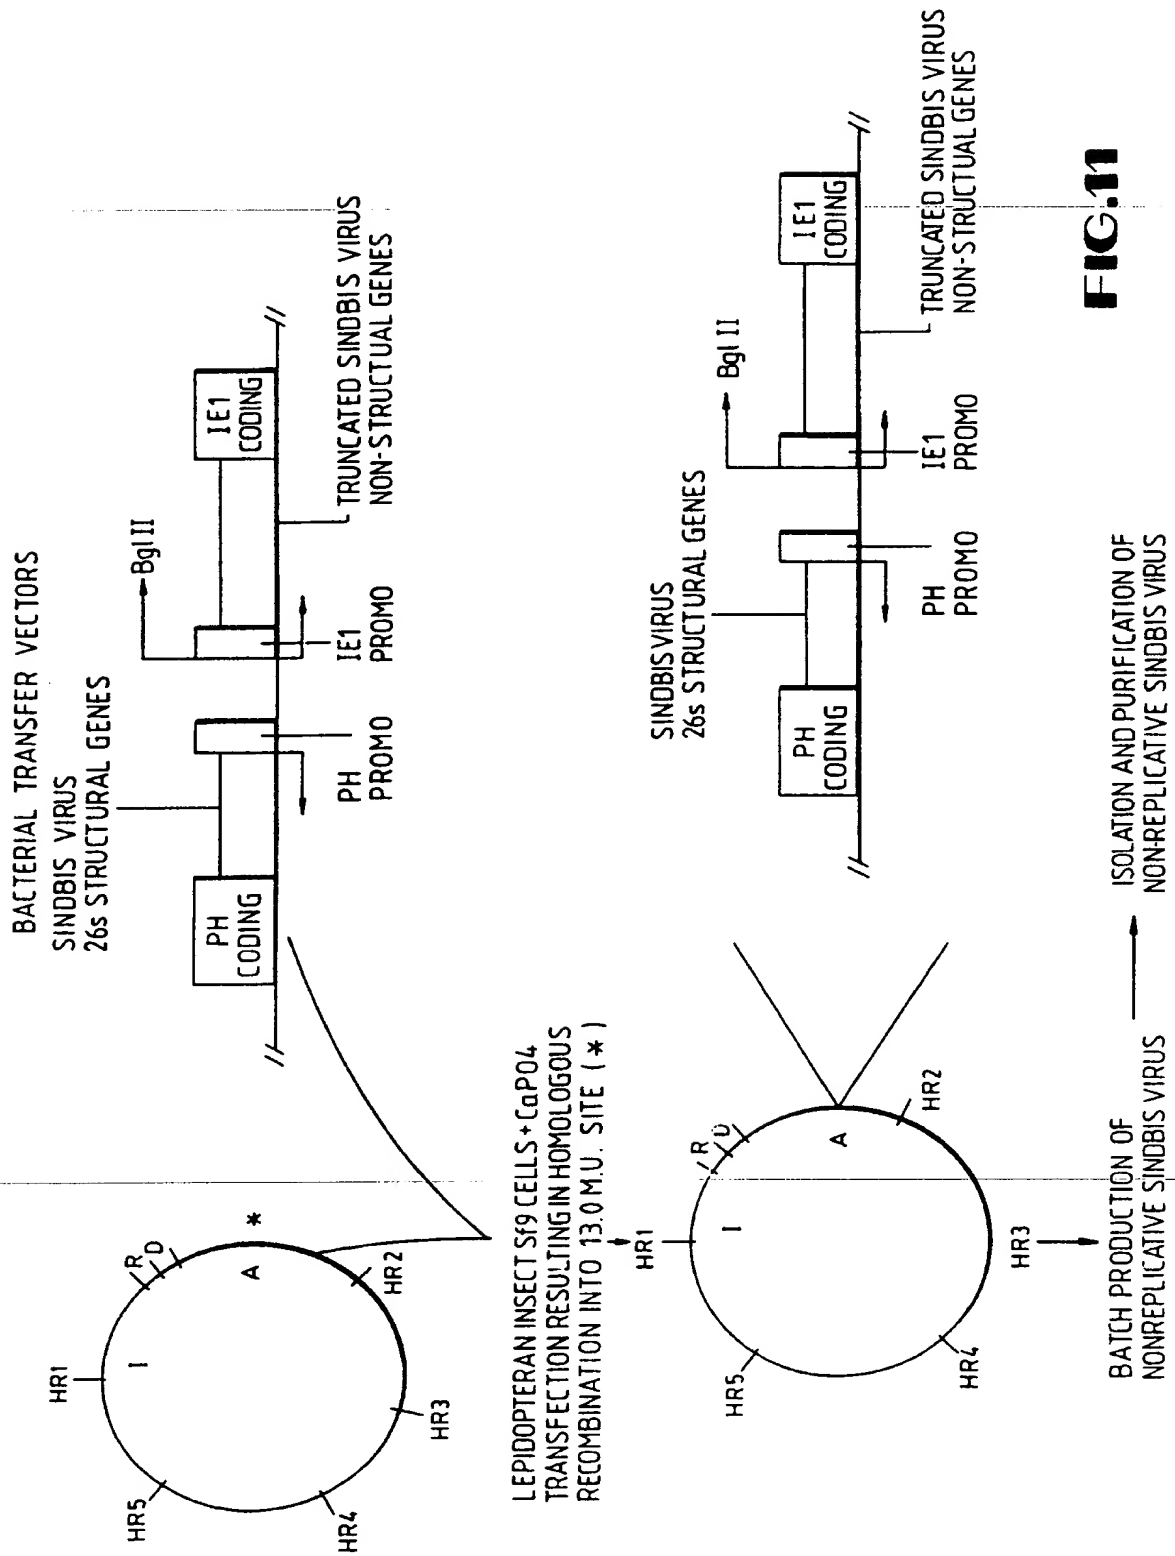 BACTERIAL TRANSFER VECTORS
SINDBIS VIRUS
26s STRUCTURAL GENES
Bgl II
PH
CODING
IE1
CODING
PH
PROMO
IE1
PROMO
TRUNCATED SINDBIS VIRUS
NON-STRUCTURAL GENES
HR1
I
R
D
A
*
HR2
HR3
HR4
HR5
LEPIDOPTERAN INSECT Sf9 CELLS + CaPO4
TRANSFECTION RESULTING IN HOMOLOGOUS
RECOMBINATION INTO 13.0 M.U. SITE (*)
HR1
I
R
D
A
HR2
HR3
HR4
HR5
SINDBIS VIRUS
26s STRUCTURAL GENES
Bgl II
PH
CODING
IE1
CODING
PH
PROMO
IE1
PROMO
TRUNCATED SINDBIS VIRUS
NON-STRUCTURAL GENES
BATCH PRODUCTION OF
NONREPLICATIVE SINDBIS VIRUS
ISOLATION AND PURIFICATION OF
NON-REPLICATIVE SINDBIS VIRUS
FIG.11